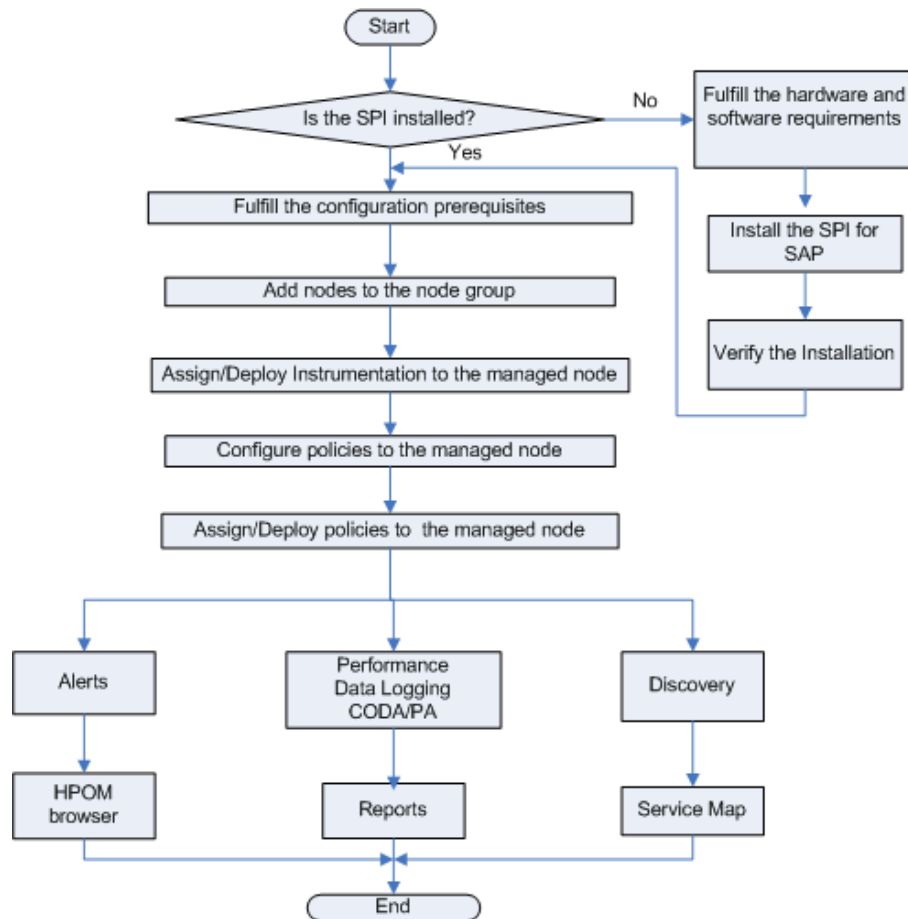 Start
Is the SPI installed?
No
Fulfill the hardware and
software requirements
Yes
Fulfill the configuration prerequisites
Install the SPI for
SAP
Add nodes to the node group
Verify the Installation
Assign/Deploy Instrumentation to the managed node
Configure policies to the managed node
Assign/Deploy policies to the managed node
Alerts
Performance
Data Logging
CODA/PA
Discovery
HPOM
browser
Reports
Service Map
End